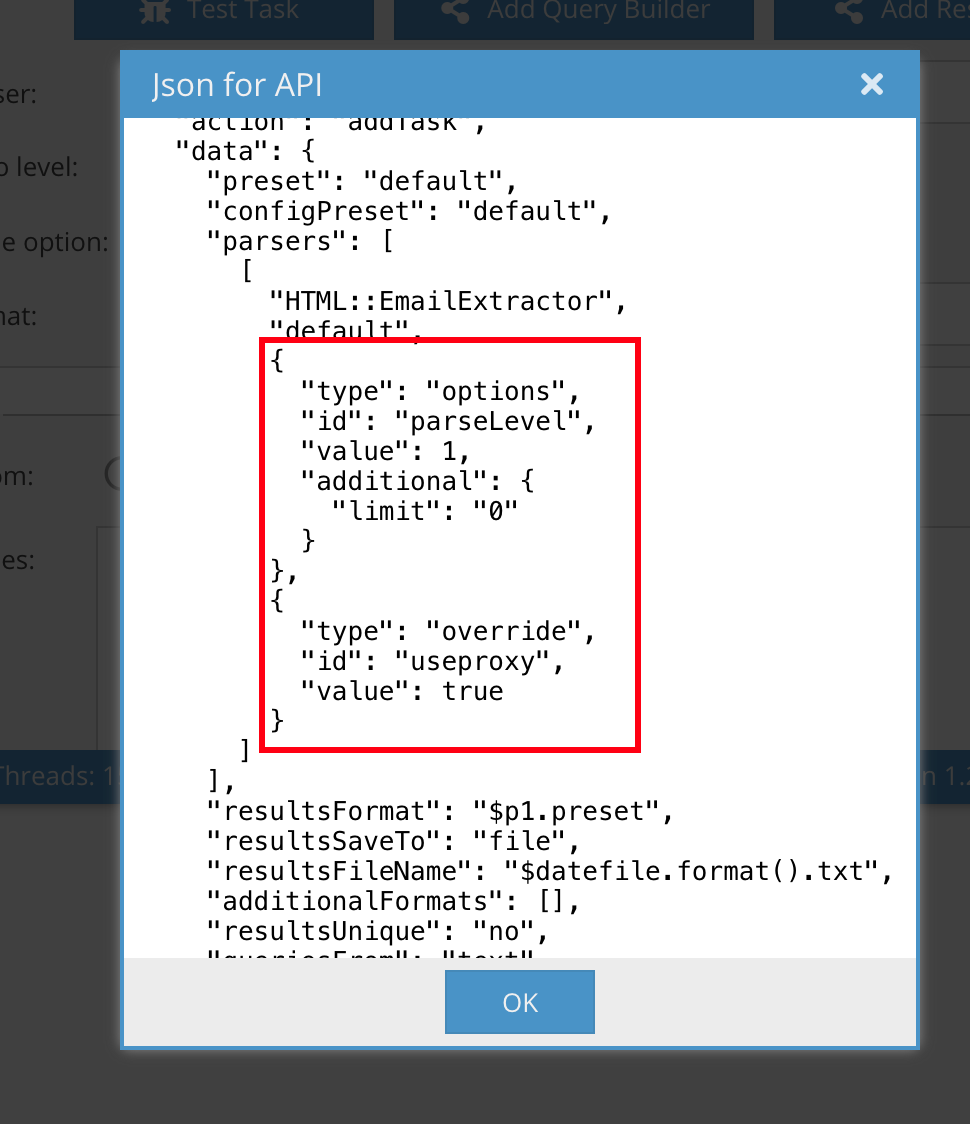 Test Task
Add Query Builder
Add Res
ser:
o level:
e option:
nat:
om:
es:
Threads: 1
n 1.2
Json for API
"action": "addTask",
"data": {
"preset": "default",
"configPreset": "default",
"parsers": [
[
"HTML::EmailExtractor",
"default",
{
"type": "options",
"id": "parseLevel",
"value": 1,
"additional": {
"limit": "0"
}
},
{
"type": "override",
"id": "useproxy",
"value": true
}
]
],
"resultsFormat": "$p1.preset",
"resultsSaveTo": "file",
"resultsFileName": "$datefile.format().txt",
"additionalFormats": [],
"resultsUnique": "no",
"queriesFrom": "text"
OK